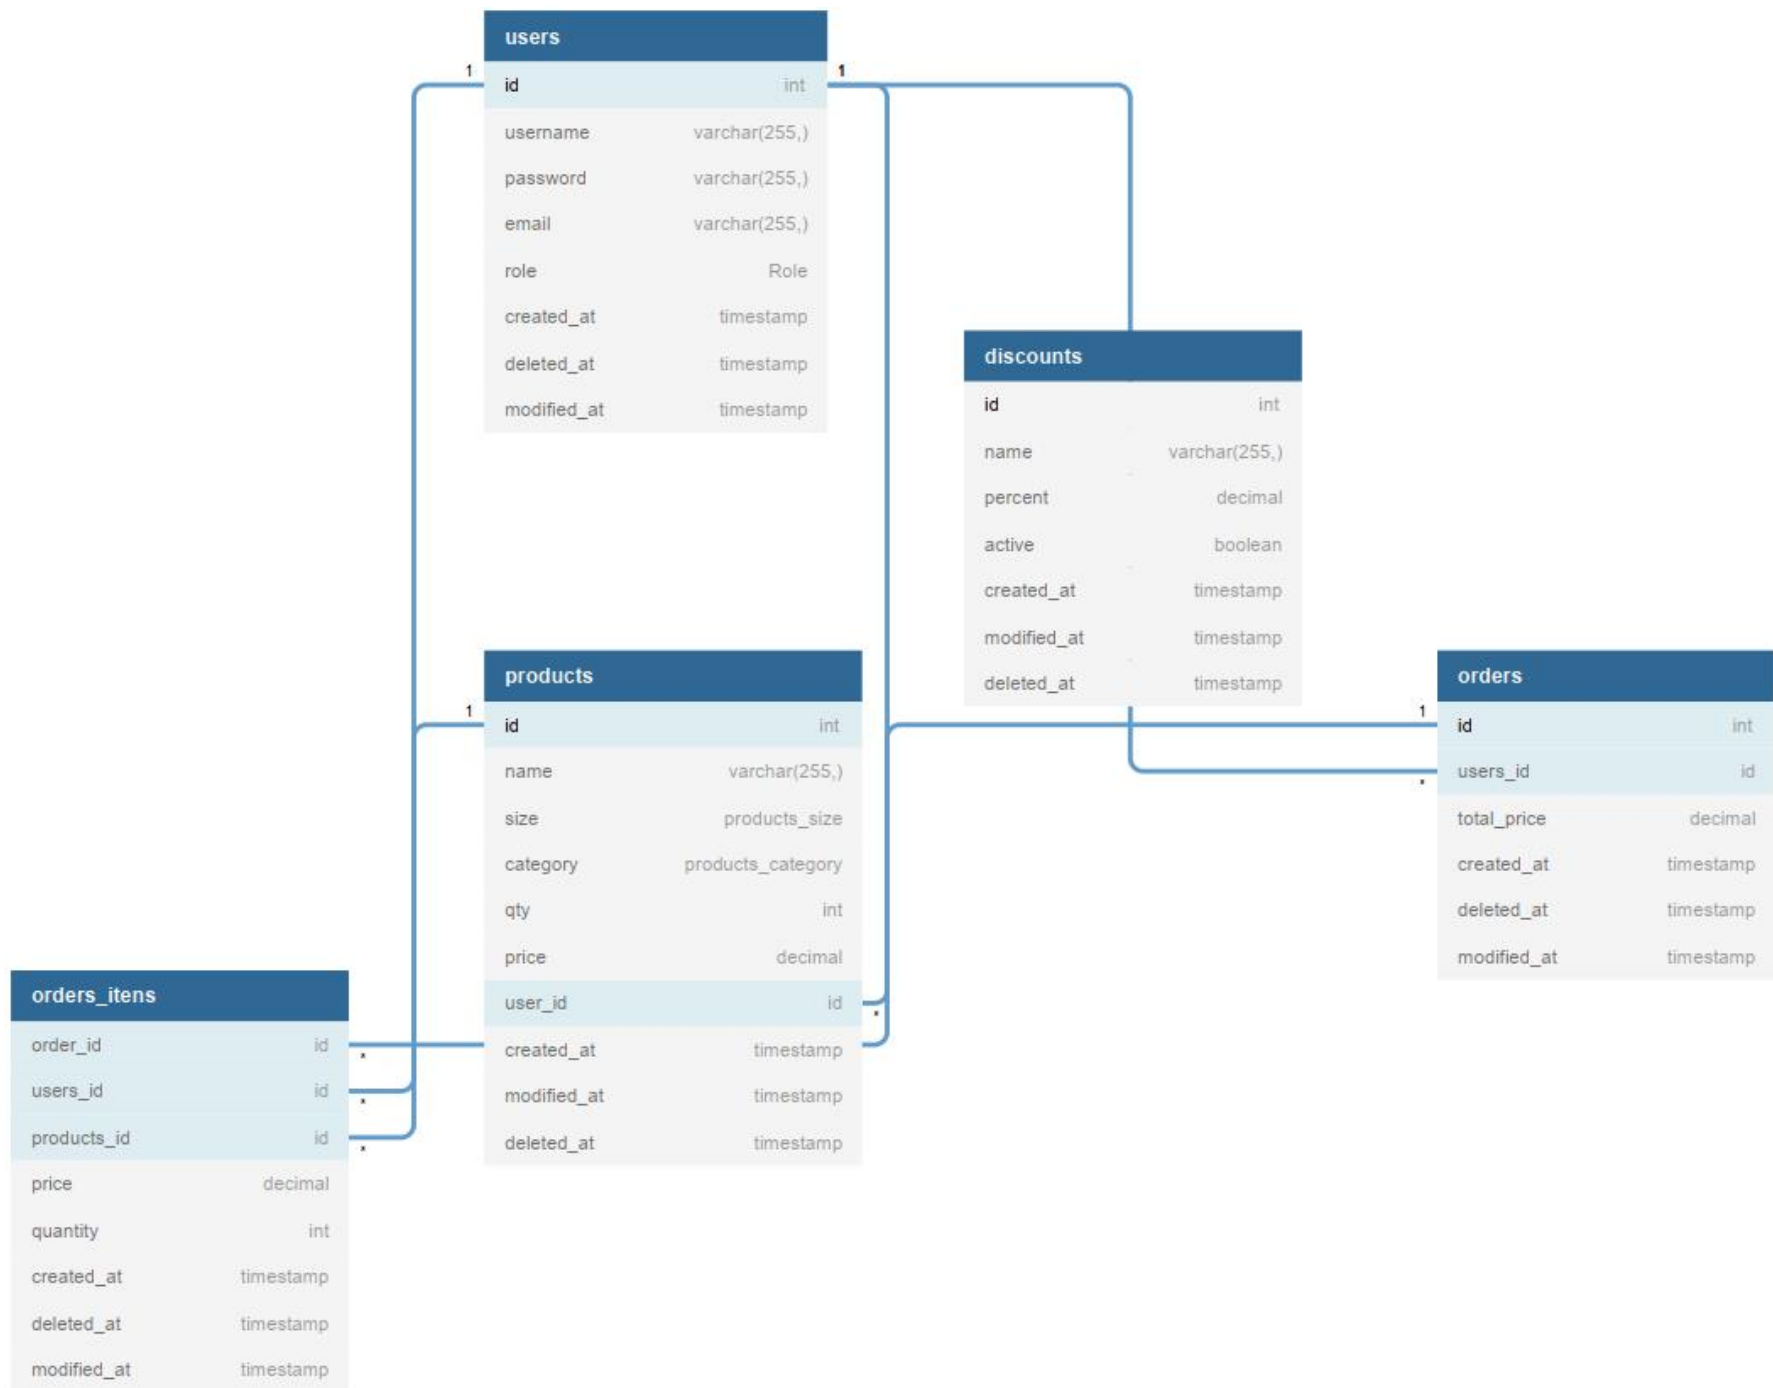 users
1
1
id int
username varchar(255,)
password varchar(255,)
email varchar(255,)
role Role
created_at timestamp
deleted_at timestamp
modified_at timestamp
discounts
id int
name varchar(255,)
percent decimal
active boolean
created_at timestamp
modified_at timestamp
deleted_at timestamp
products
1
id int
name varchar(255,)
size products_size
category products_category
qty int
price decimal
user_id id
*
created_at timestamp
modified_at timestamp
deleted_at timestamp
orders
1
id int
users_id id
*
total_price decimal
created_at timestamp
deleted_at timestamp
modified_at timestamp
orders_itens
order_id id
*
users_id id
*
products_id id
*
price decimal
quantity int
created_at timestamp
deleted_at timestamp
modified_at timestamp